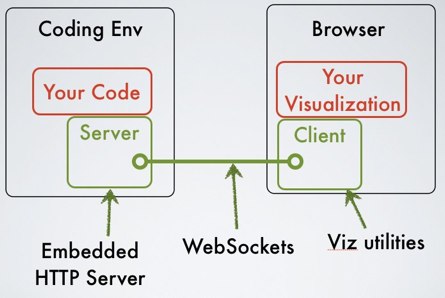 Coding Env
Browser
Your Code
Your
Visualization
Server
Client
Embedded
HTTP Server
WebSockets
Viz utilities